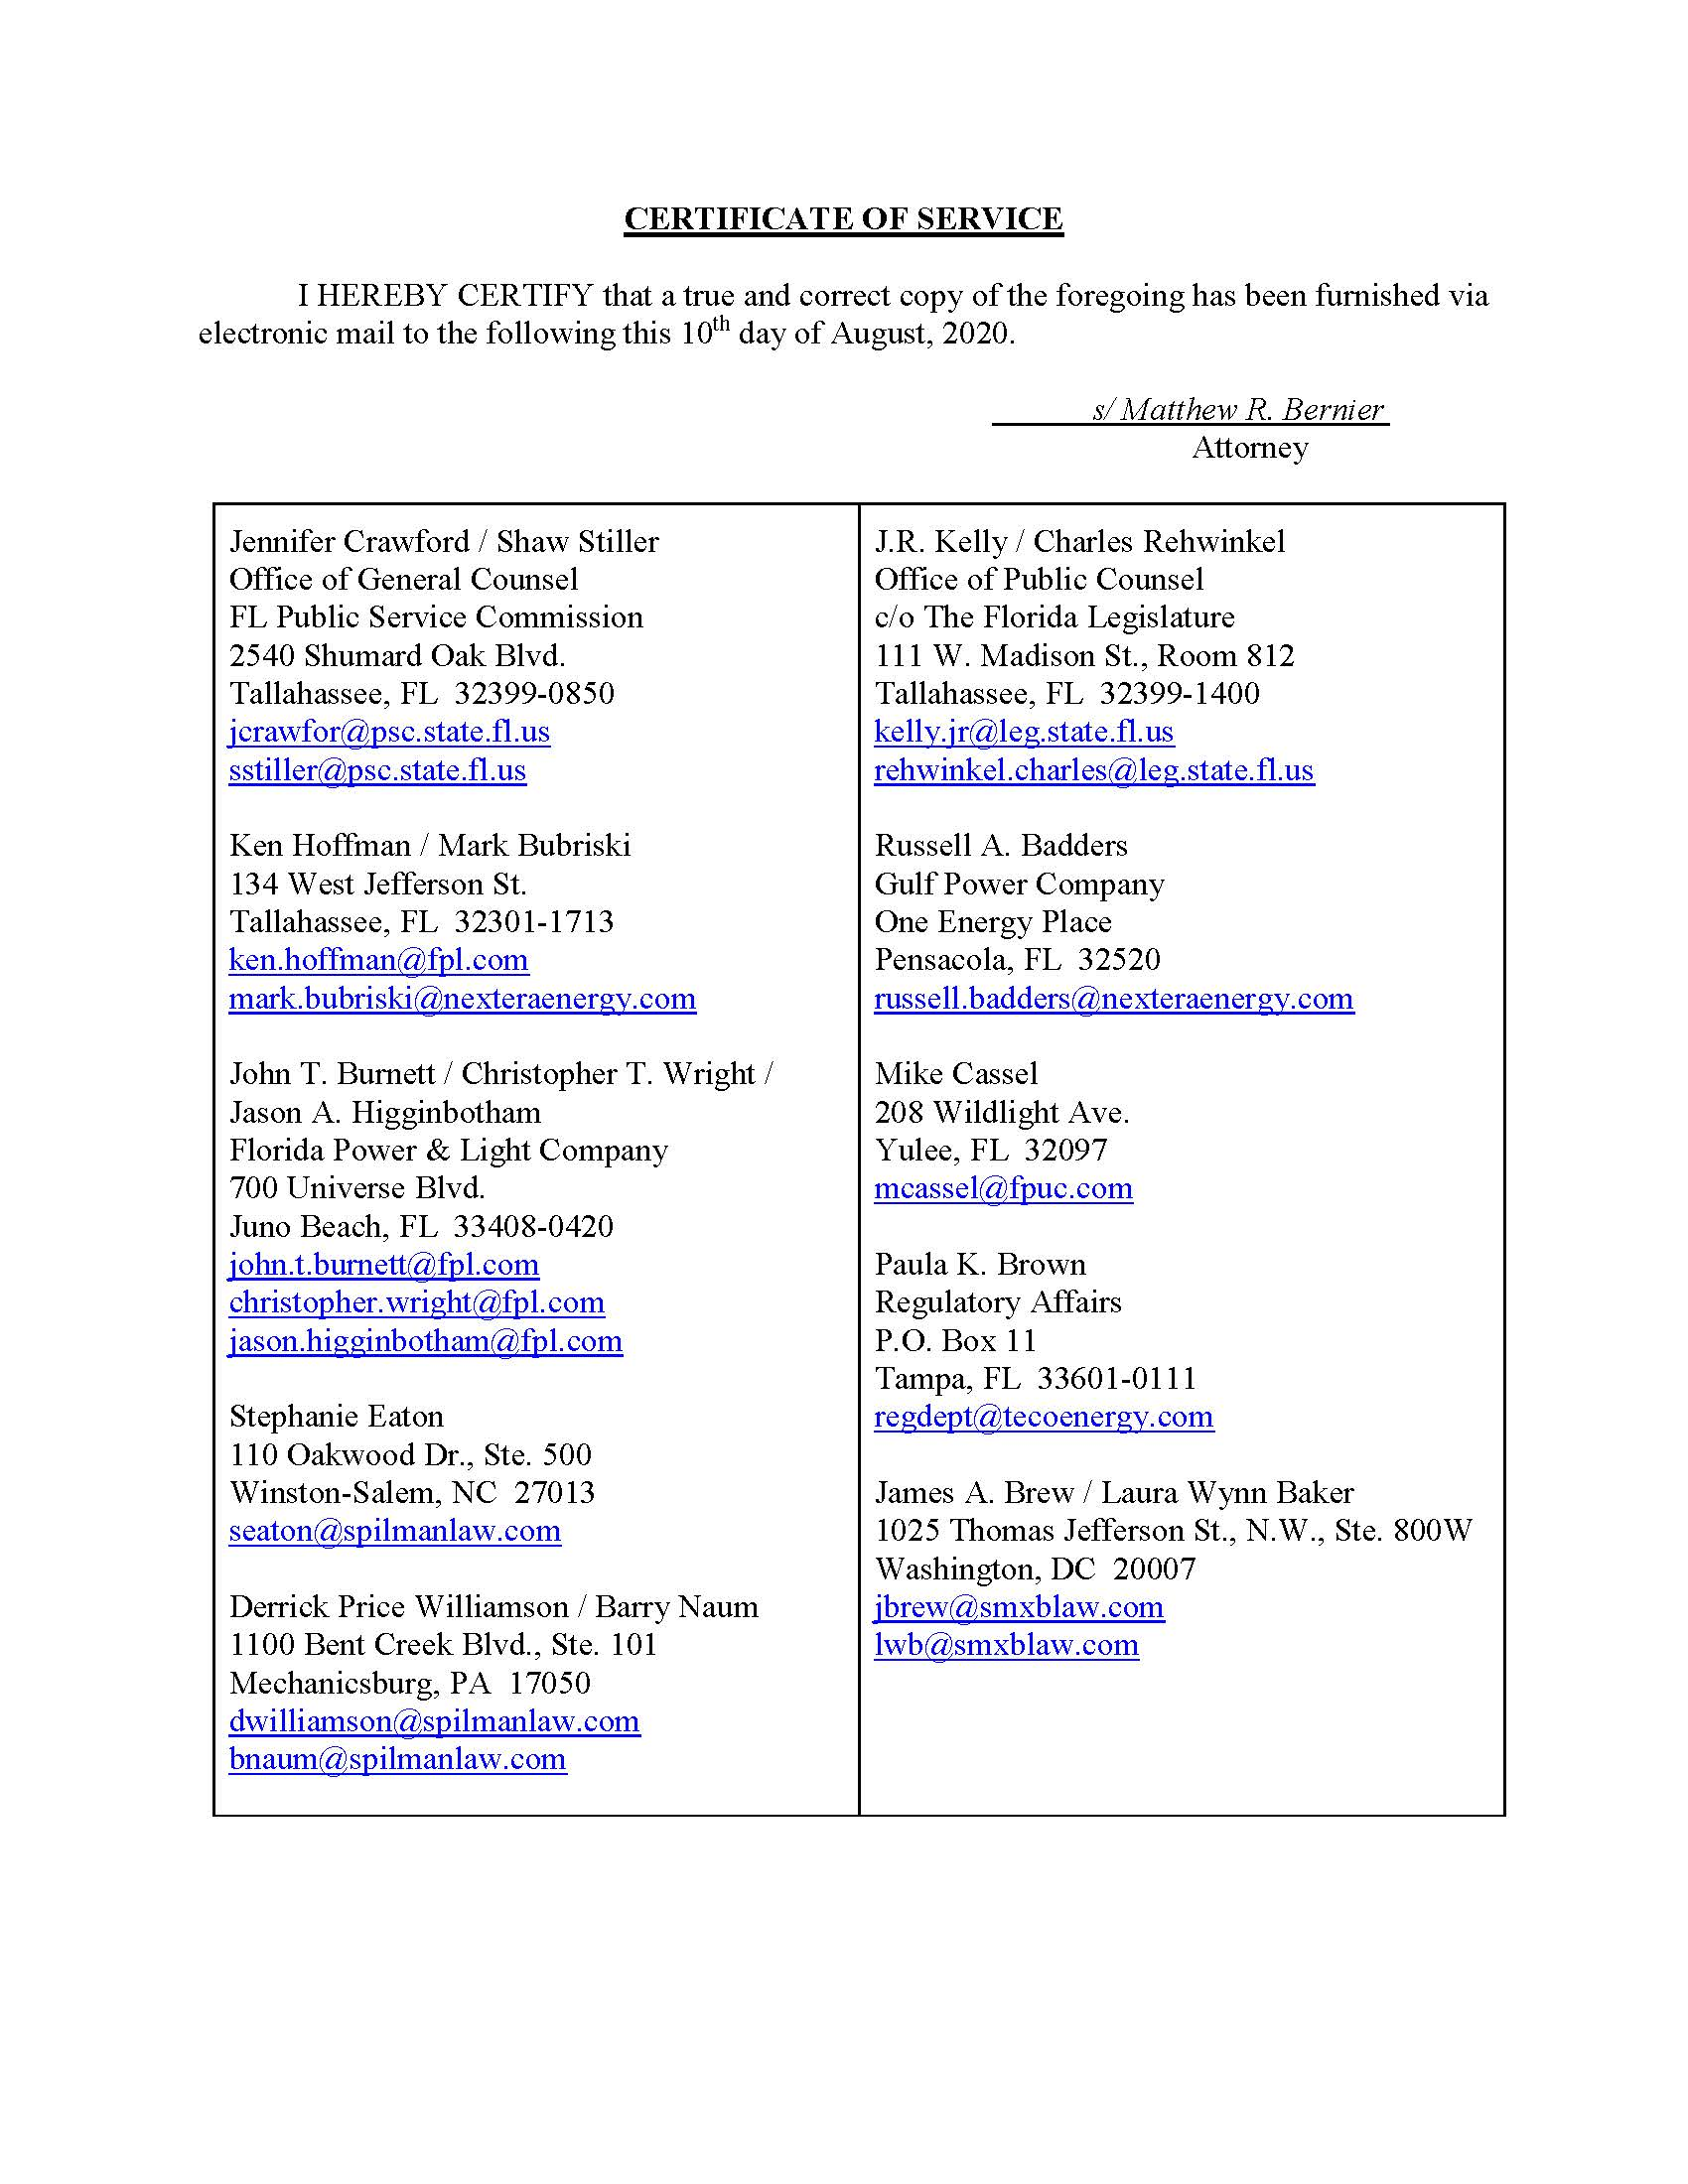 CERTIFICATE OF SERVICE
I HEREBY CERTIFY that a true and correct copy of the foregoing has been furnished via
electronic mail to the following this 10th day of August, 2020.
s/ Matthew R. Bernier
Attorney
Jennifer Crawford / Shaw Stiller
Office of General Counsel
FL Public Service Commission
2540 Shumard Oak Blvd.
Tallahassee, FL 32399-0850
jcrawfor@psc.state.fl.us
sstiller@psc.state.fl.us
Ken Hoffman / Mark Bubriski
134 West Jefferson St.
Tallahassee, FL 32301-1713
ken.hoffman@fpl.com
mark.bubriski@nexteraenergy.com
John T. Burnett / Christopher T. Wright /
Jason A. Higginbotham
Florida Power & Light Company
700 Universe Blvd.
Juno Beach, FL 33408-0420
john.t.burnett@fpl.com
christopher.wright@fpl.com
jason.higginbotham@fpl.com
Stephanie Eaton
110 Oakwood Dr., Ste. 500
Winston-Salem, NC 27013
seaton@spilmanlaw.com
Derrick Price Williamson / Barry Naum
1100 Bent Creek Blvd., Ste. 101
Mechanicsburg, PA 17050
dwilliamson@spilmanlaw.com
bnaum@spilmanlaw.com
J.R. Kelly / Charles Rehwinkel
Office of Public Counsel
c/o The Florida Legislature
111 W. Madison St., Room 812
Tallahassee, FL 32399-1400
kelly.jr@leg.state.fl.us
rehwinkel.charles@leg.state.fl.us
Russell A. Badders
Gulf Power Company
One Energy Place
Pensacola, FL 32520
russell.badders@nexteraenergy.com
Mike Cassel
208 Wildlight Ave.
Yulee, FL 32097
mcassel@fpuc.com
Paula K. Brown
Regulatory Affairs
P.O. Box 11
Tampa, FL 33601-0111
regdept@tecoenergy.com
James A. Brew / Laura Wynn Baker
1025 Thomas Jefferson St., N.W., Ste. 800W
Washington, DC 20007
jbrew@smxblaw.com
lwb@smxblaw.com